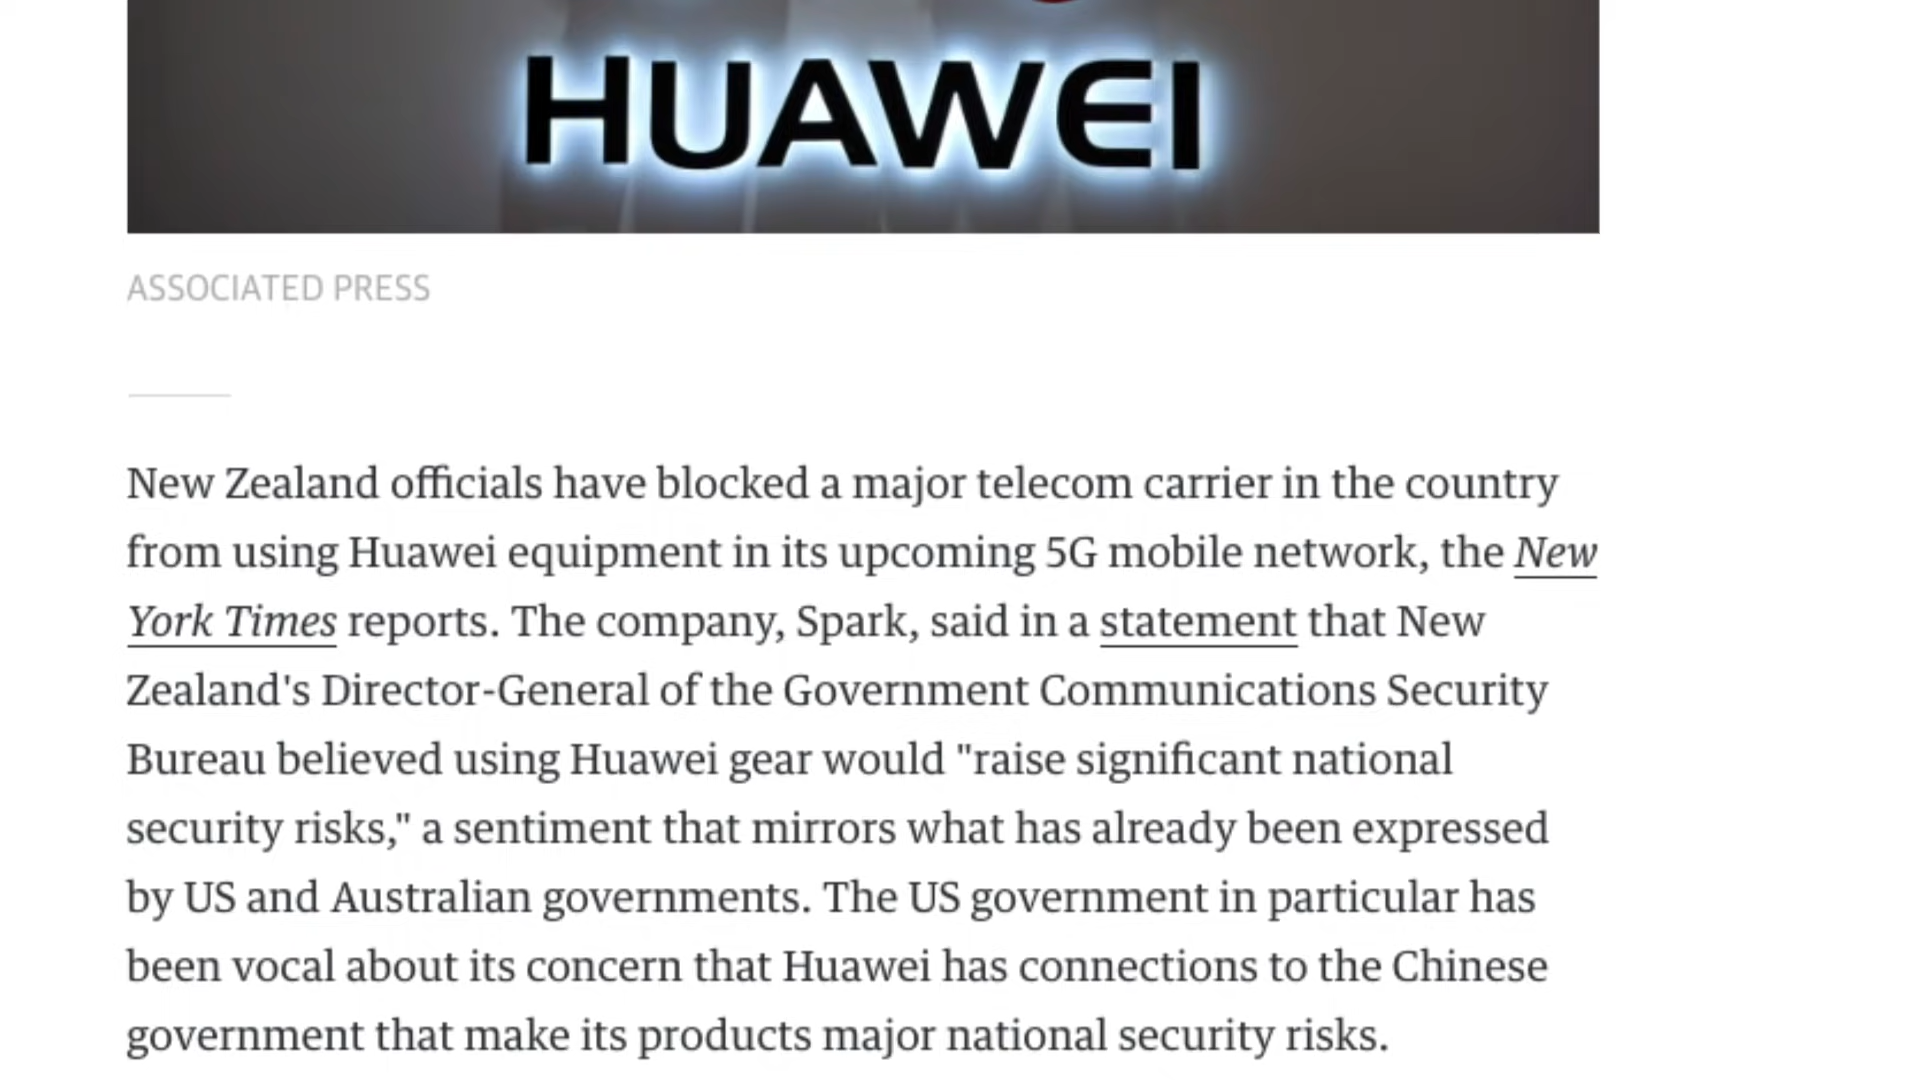 HUAWEI
ASSOCIATED PRESS
New Zealand officials have blocked a major telecom carrier in the country
from using Huawei equipment in its upcoming 5G mobile network, the New
York Times reports. The company, Spark, said in a statement that New
Zealand's Director-General of the Government Communications Security
Bureau believed using Huawei gear would "raise significant national
security risks," a sentiment that mirrors what has already been expressed
by US and Australian governments. The US government in particular has
been vocal about its concern that Huawei has connections to the Chinese
government that make its products major national security risks.